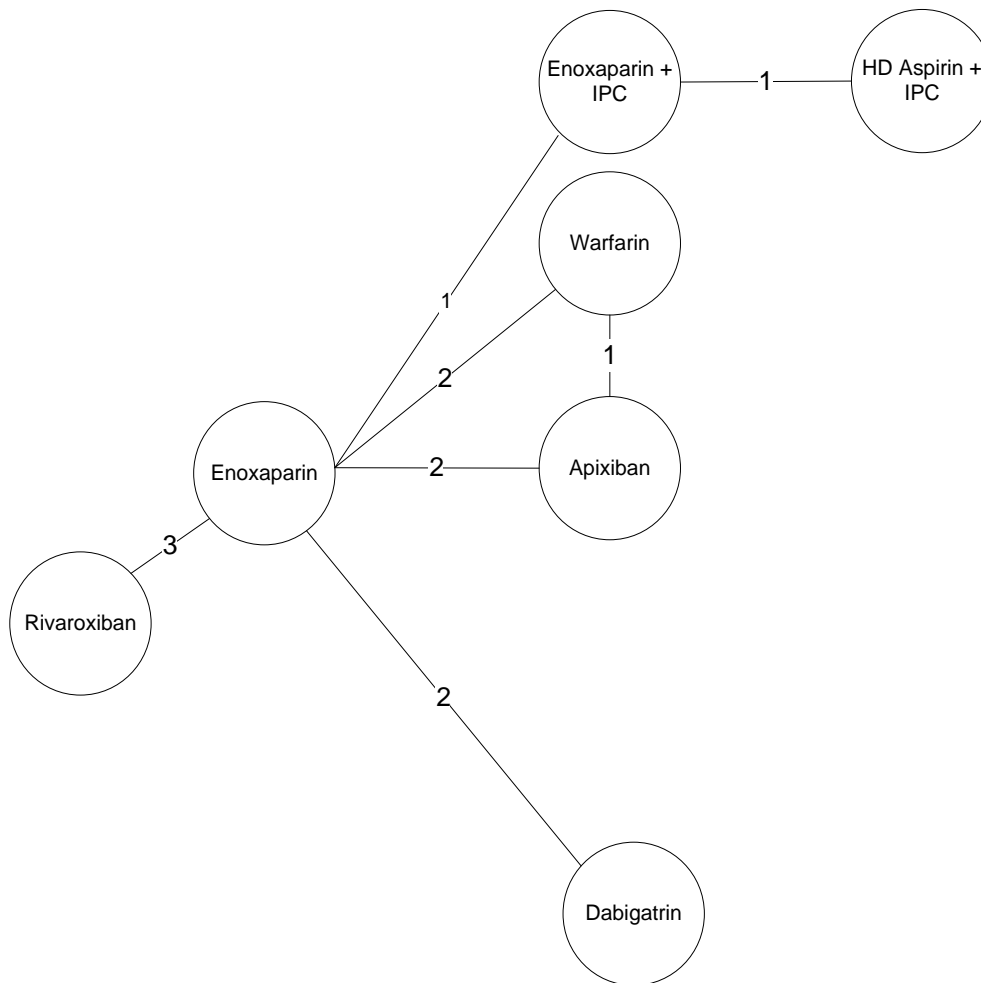 Enoxaparin +
IPC
1
HD Aspirin +
IPC
Warfarin
1
1
2
Enoxaparin
2
Apixiban
3
Rivaroxiban
2
Dabigatrin